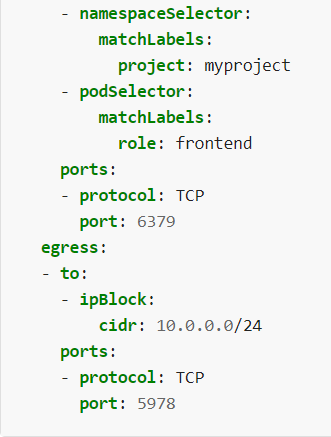 - namespaceSelector:
        matchLabels:
          project: myproject
    - podSelector:
        matchLabels:
          role: frontend
    ports:
    - protocol: TCP
      port: 6379
  egress:
  - to:
    - ipBlock:
        cidr: 10.0.0.0/24
    ports:
    - protocol: TCP
      port: 5978